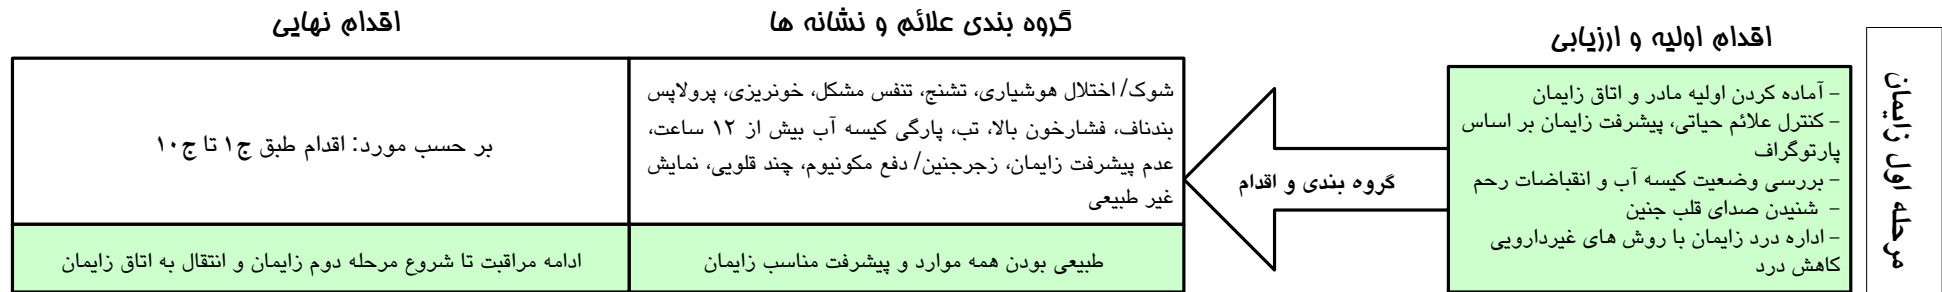 مرحله اول زایمان
اقدام اولیه و ارزیابی
- آماده کردن اولیه مادر و اتاق زایمان
- کنترل علائم حیاتی، پیشرفت زایمان بر اساس
پارتوگراف
- بررسی وضعیت کیسه آب و انقباضات رحم
- شنیدن صدای قلب جنین
- اداره درد زایمان با روش های غیردارویی
کاهش درد
گروه بندی و اقدام
گروه بندی علائم و نشانه ها
شوک/ اختلال هوشیاری، تشنج، تنفس مشکل، خونریزی، پرولاپس
بندناف، فشارخون بالا، تب، پارگی کیسه آب بیش از ۱۲ ساعت،
عدم پیشرفت زایمان، زجرجنین/ دفع مکونیوم، چند قلویی، نمایش
غیر طبیعی
طبیعی بودن همه موارد و پیشرفت مناسب زایمان
اقدام نهایی
بر حسب مورد: اقدام طبق ج۱ تا ج۱۰
ادامه مراقبت تا شروع مرحله دوم زایمان و انتقال به اتاق زایمان